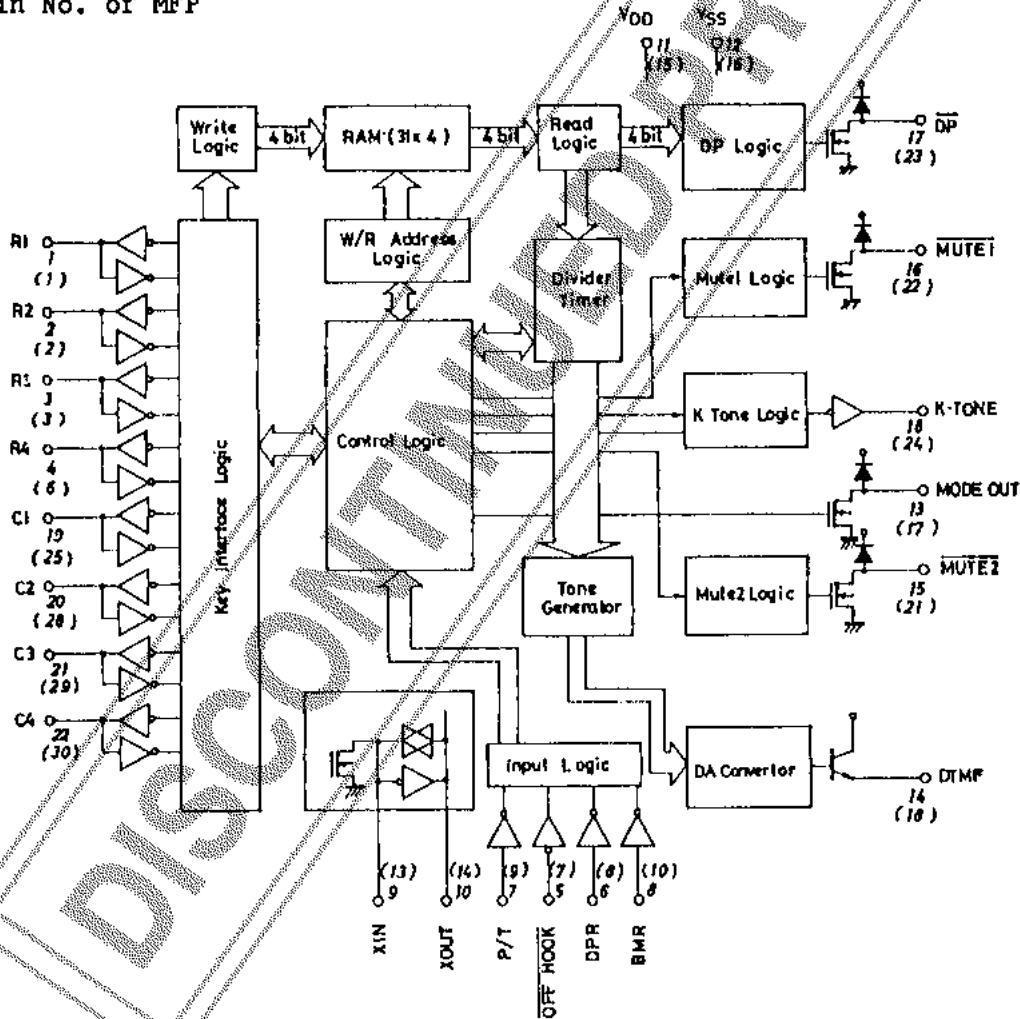 in No. of MFP
VDD
VSS
11
(15)
12
(16)
Write
Logic
4 bit
RAM (31x4)
4 bit
Read
Logic
4 bit
DP Logic
DP
17
(23)
R1
1
(1)
R2
2
(2)
R3
3
(3)
R4
4
(6)
C1
19
(25)
C2
20
(28)
C3
21
(29)
C4
22
(30)
Key Interface Logic
W/R Address
Logic
Control Logic
Divider
Timer
Mute1 Logic
MUTE1
16
(22)
K Tone Logic
K-TONE
18
(24)
MODE OUT
13
(17)
Tone
Generator
Mute2 Logic
MUTE2
15
(21)
Input Logic
DA Convertor
DTMF
14
(18)
(13)
9
XIN
(14)
10
XOUT
(9)
7
P/T
(7)
5
OFF HOOK
(8)
6
DPR
(10)
8
BMR
DISCONTINUED PR